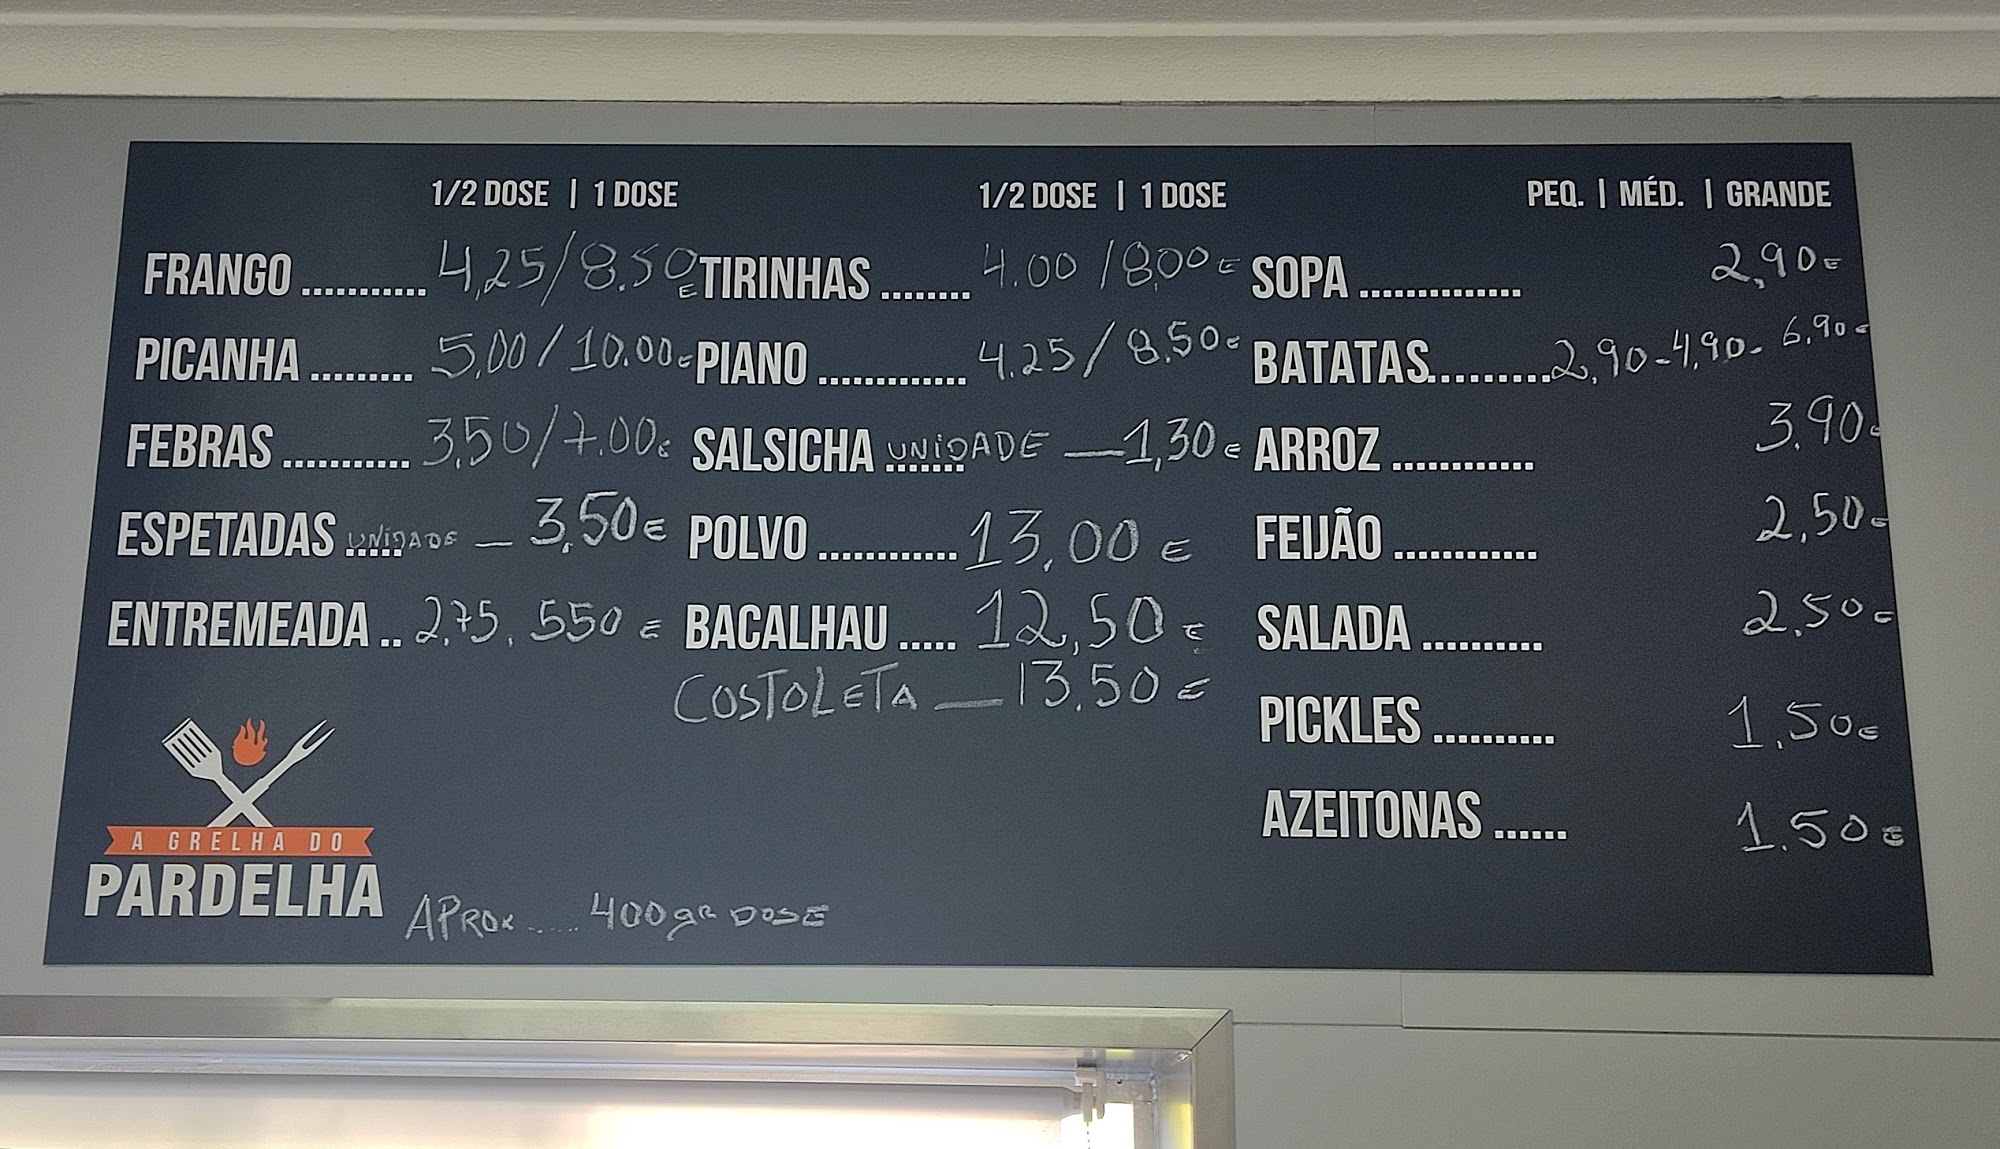 1/2 DOSE | 1 DOSE
FRANGO ........... 4,25/8.50€
PICANHA ......... 5,00/10.00€
FEBRAS ........... 3,50/7.00€
ESPETADAS ..... UNIDADE — 3,50€
ENTREMEADA .. 2,75, 550 €
1/2 DOSE | 1 DOSE
TIRINHAS ........ 4.00/8,00€
PIANO ............. 4.25/8.50€
SALSICHA ....... UNIDADE — 1,30€
POLVO ............ 13,00 €
BACALHAU ..... 12,50 €
COSTOLETA — 13.50 €
PEQ. | MÉD. | GRANDE
SOPA .............. 2,90€
BATATAS.......... 2,90-4,90-6,90€
ARROZ ............ 3,90€
FEIJÃO ............ 2,50€
SALADA .......... 2,50€
PICKLES .......... 1,50€
AZEITONAS ...... 1.50€
A GRELHA DO
PARDELHA
APROX ..... 400gr DOSE